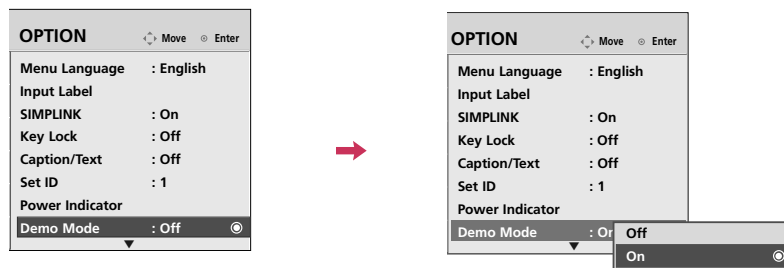 OPTION Move Enter
Menu Language : English
Input Label
SIMPLINK : On
Key Lock : Off
Caption/Text : Off
Set ID : 1
Power Indicator
Demo Mode : Off
OPTION Move Enter
Menu Language : English
Input Label
SIMPLINK : On
Key Lock : Off
Caption/Text : Off
Set ID : 1
Power Indicator
Demo Mode : On
Off
On